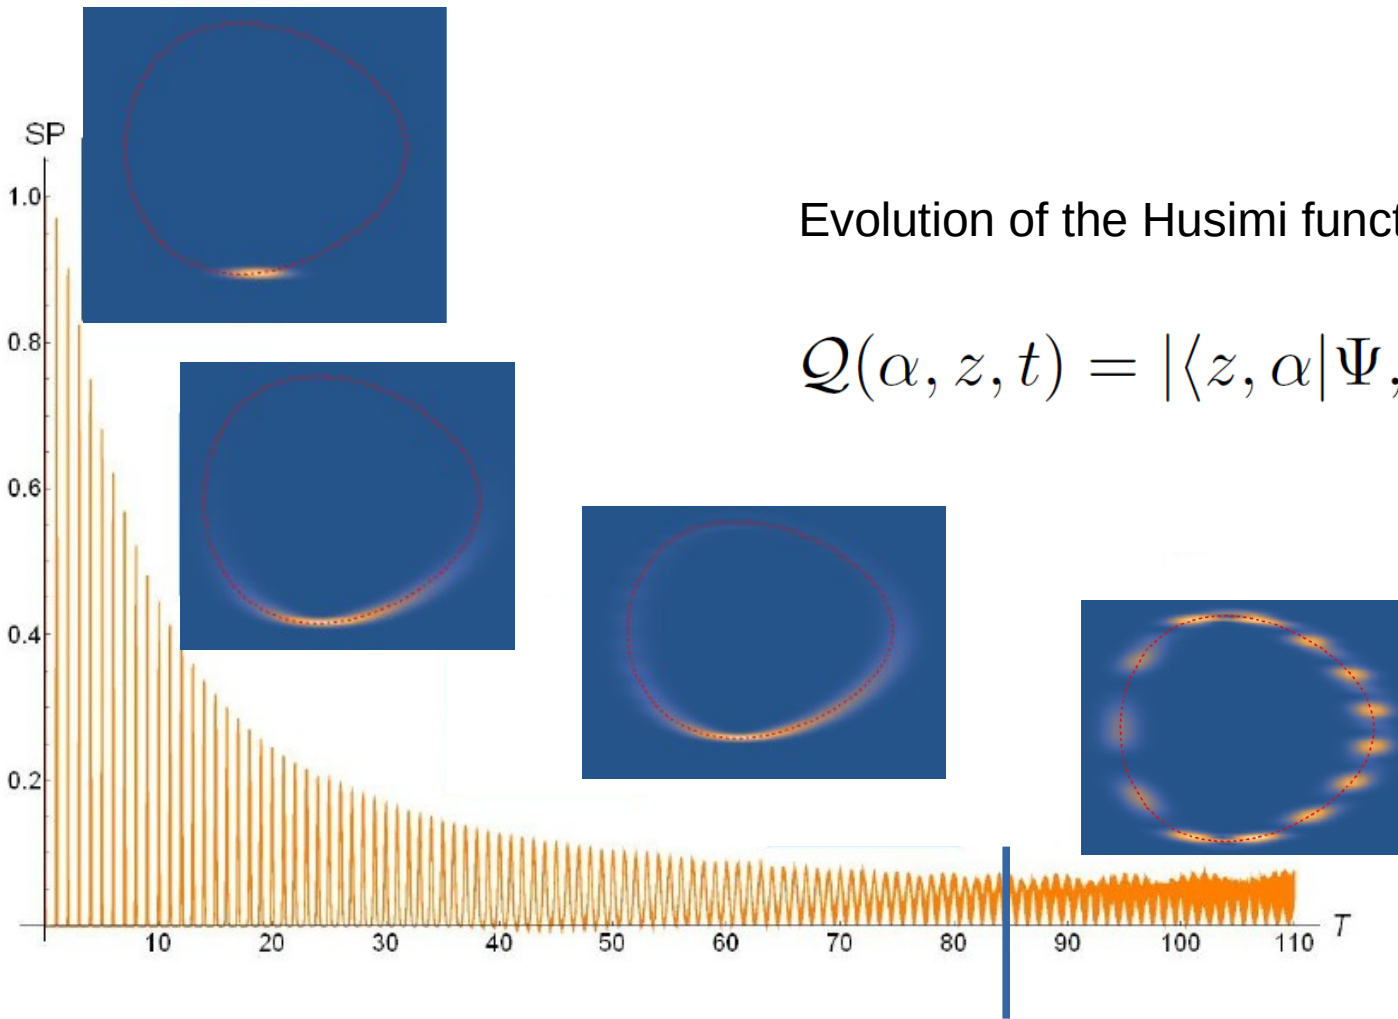 SP
1.0
0.8
0.6
0.4
0.2
10 20 30 40 50 60 70 80 90 100 110
T
Evolution of the Husimi funct
𝒬(α, z, t) = |⟨z, α|Ψ,